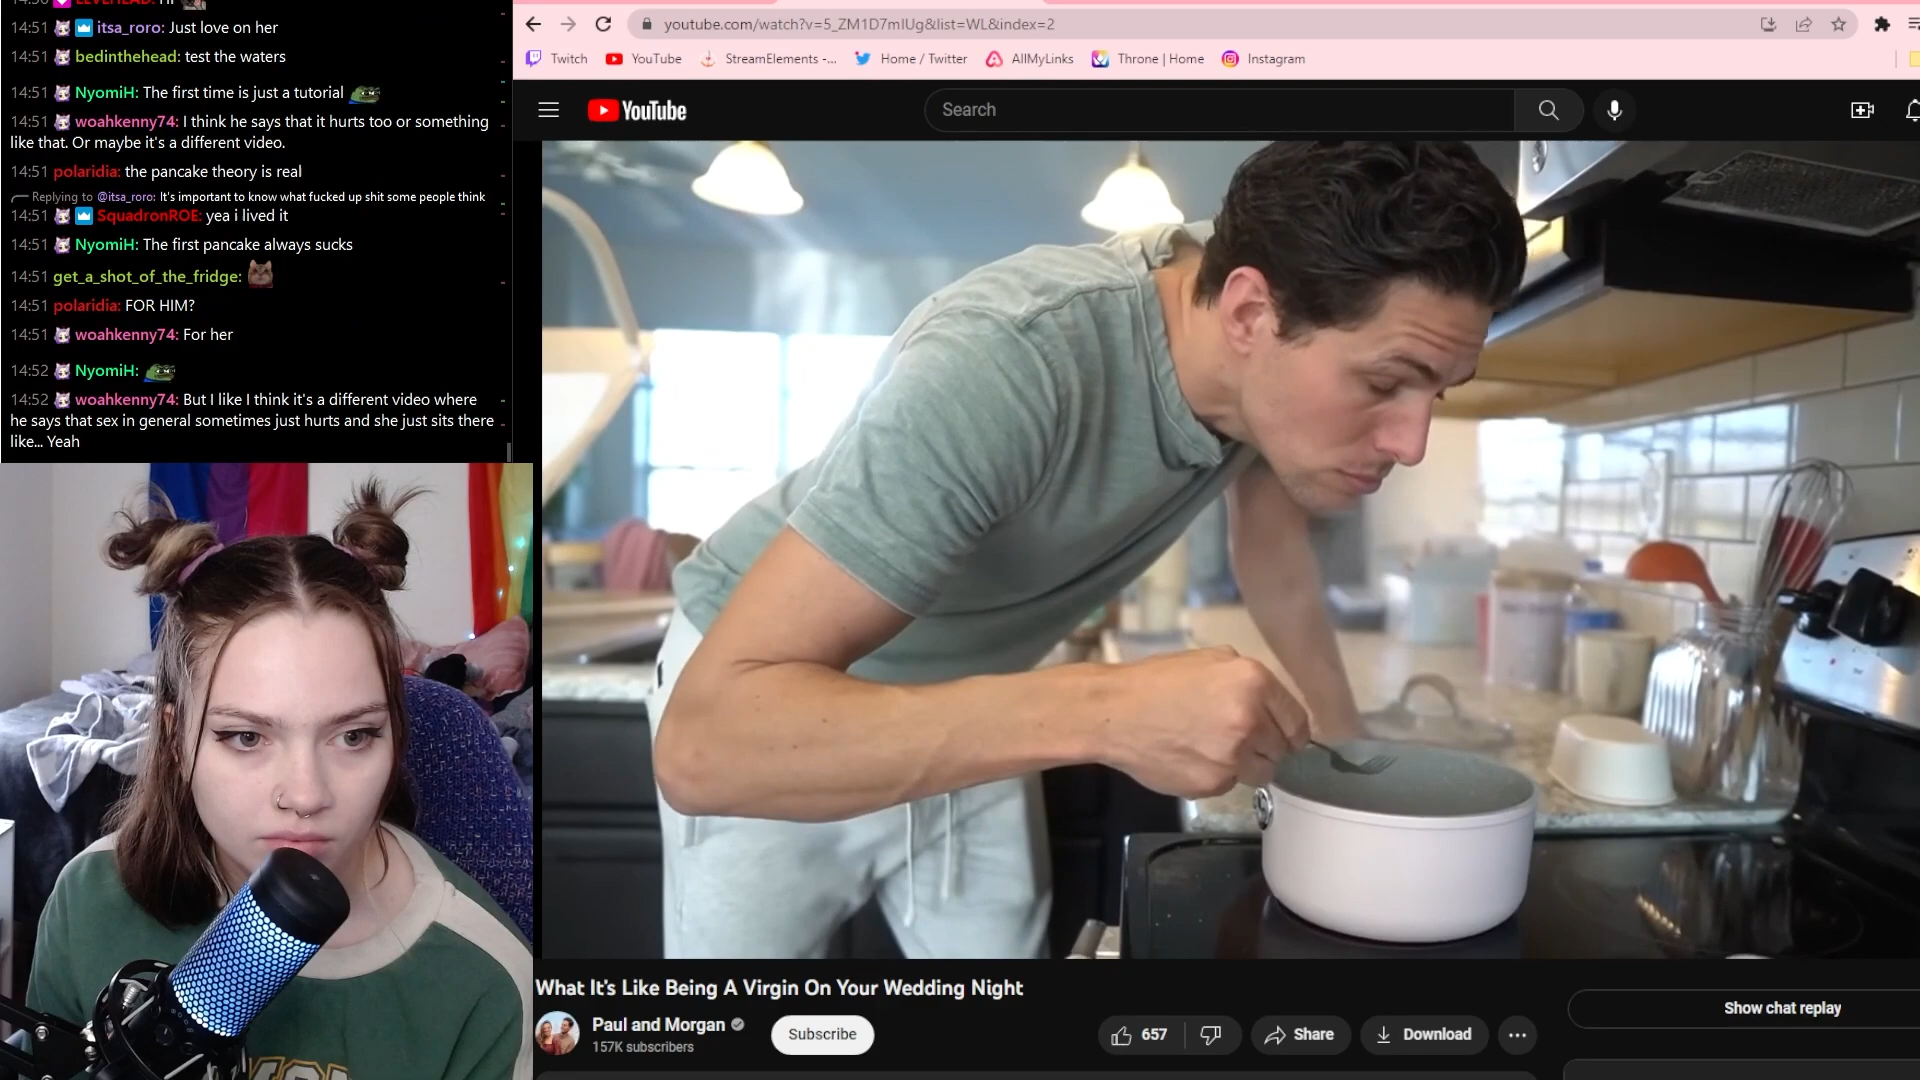 14:51 itsa_roro: Just love on her
14:51 bedinthehead: test the waters
14:51 NyomiH: The first time is just a tutorial
14:51 woahkenny74: I think he says that it hurts too or something
like that. Or maybe it's a different video.
14:51 polaridia: the pancake theory is real
Replying to @itsa_roro: It's important to know what fucked up shit some people think
14:51 SquadronROE: yea i lived it
14:51 NyomiH: The first pancake always sucks
14:51 get_a_shot_of_the_fridge:
14:51 polaridia: FOR HIM?
14:51 woahkenny74: For her
14:52 NyomiH:
14:52 woahkenny74: But I like I think it's a different video where
he says that sex in general sometimes just hurts and she just sits there
like... Yeah
youtube.com/watch?v=5_ZM1D7mIUg&list=WL&index=2
Twitch YouTube StreamElements -... Home / Twitter AllMyLinks Throne | Home Instagram
YouTube
Search
What It's Like Being A Virgin On Your Wedding Night
Paul and Morgan
157K subscribers
Subscribe
657
Share
Download
Show chat replay